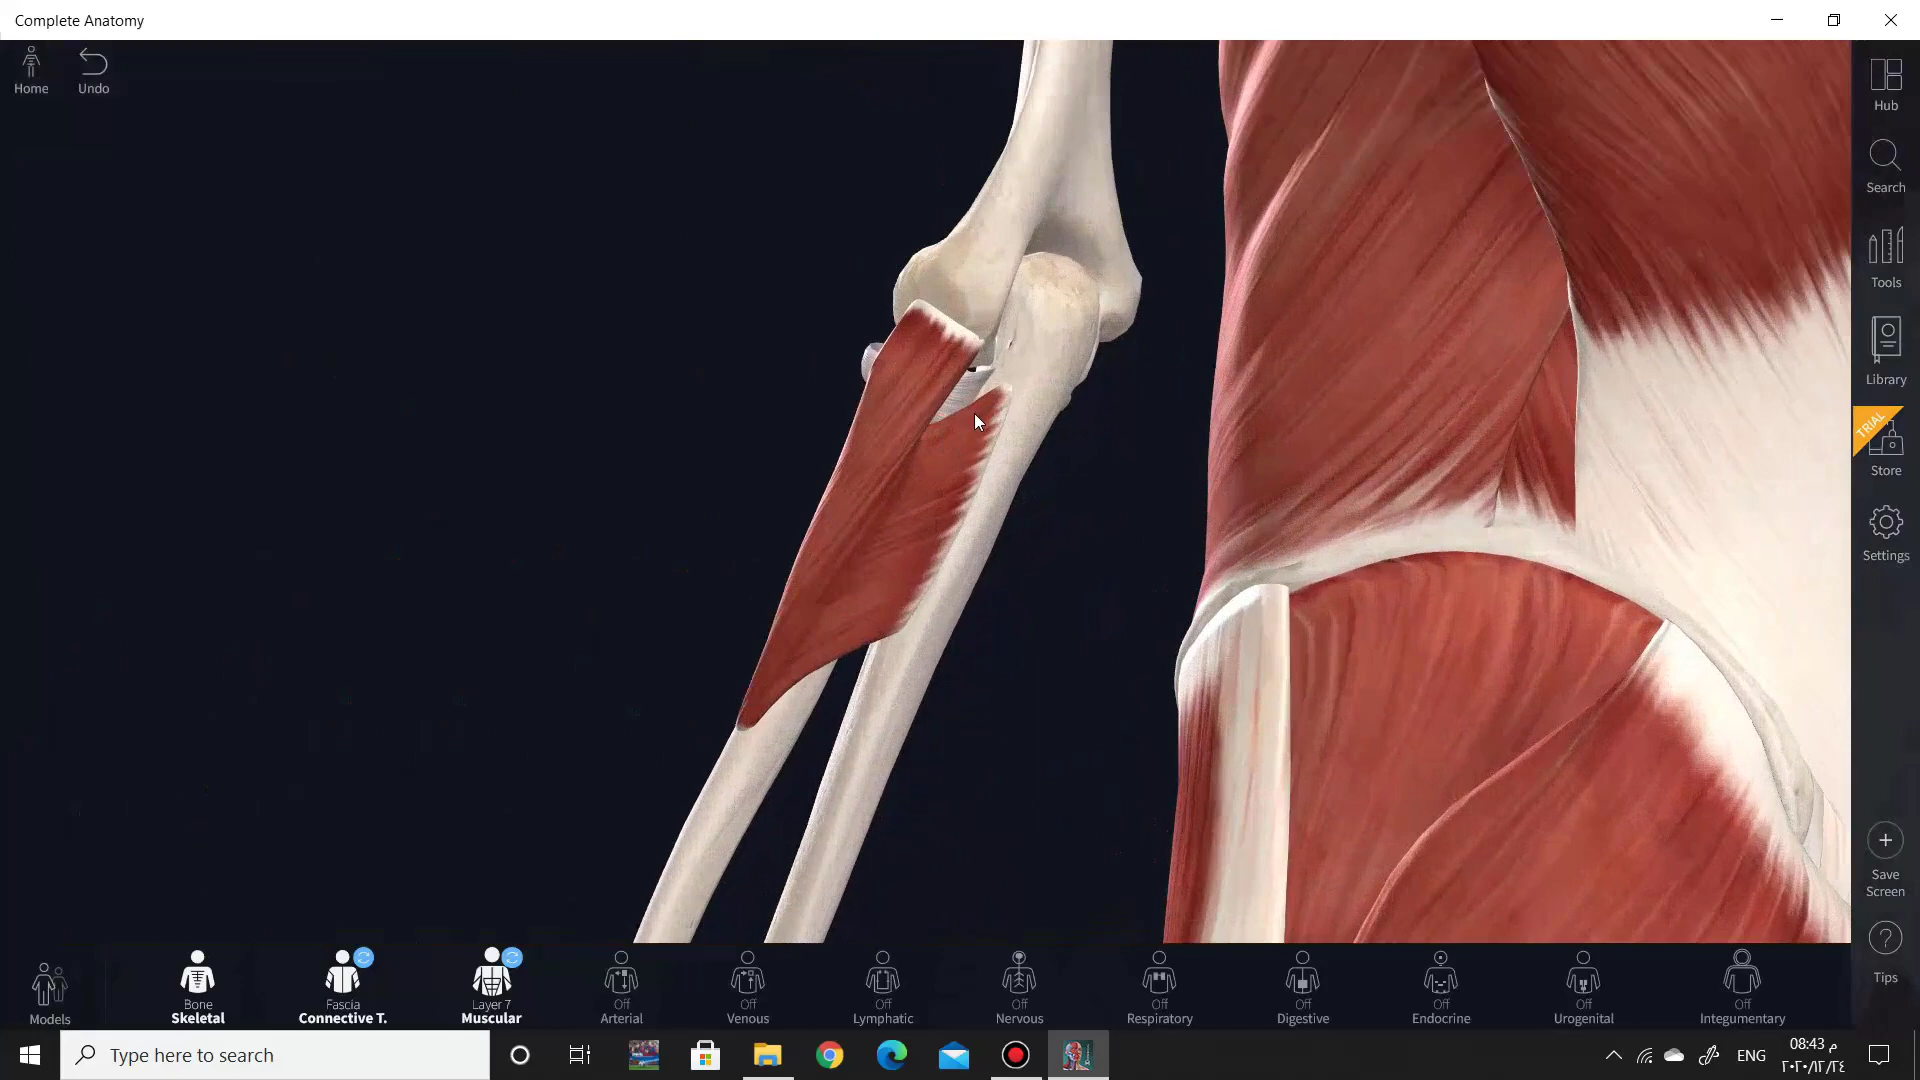 Complete Anatomy
Home
Undo
Hub
Search
Tools
Library
TRIAL
Store
Settings
Save
Screen
Tips
Models
Bone
Skeletal
Fascia
Connective T.
Layer 7
Muscular
Off
Arterial
Off
Venous
Off
Lymphatic
Off
Nervous
Off
Respiratory
Off
Digestive
Off
Endocrine
Off
Urogenital
Off
Integumentary
Type here to search
ENG
08:43 م
٢٠٢٠/١٢/٢٤